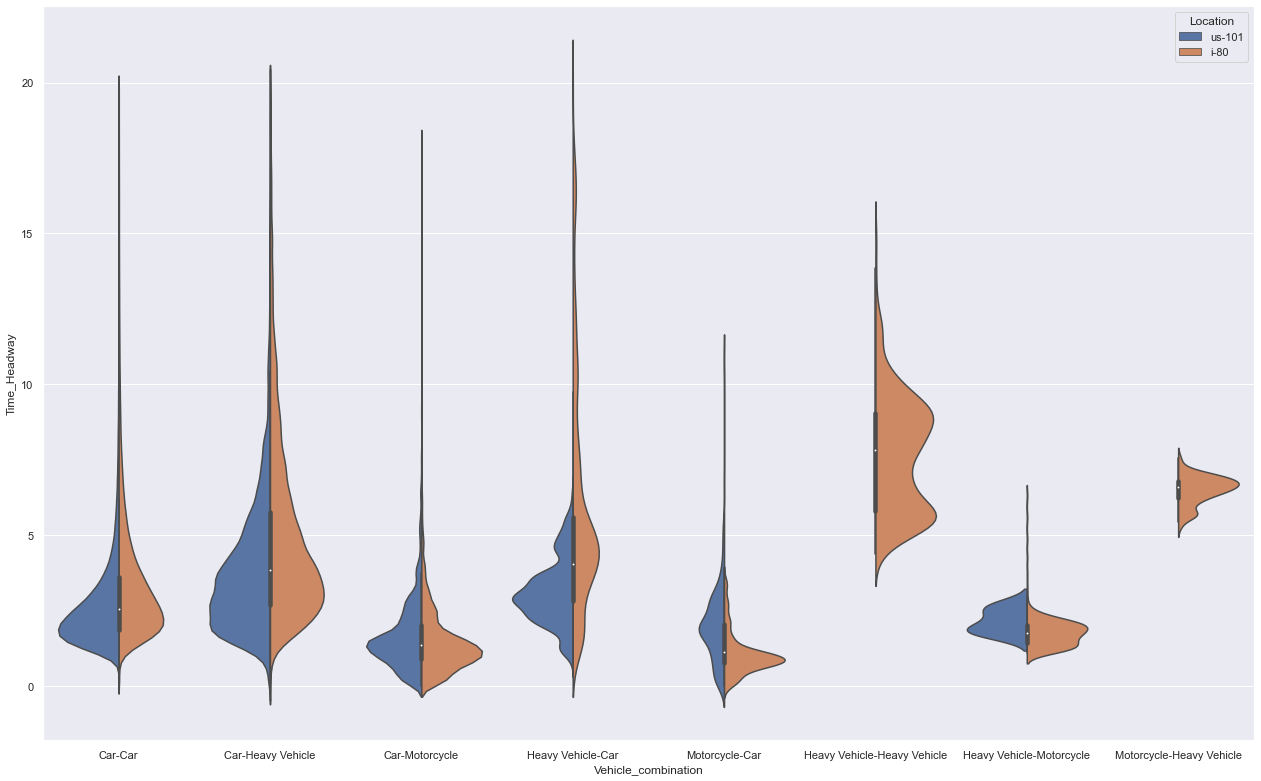 Location
us-101
i-80
20
15
10
5
0
Time_Headway
Car-Car
Car-Heavy Vehicle
Car-Motorcycle
Heavy Vehicle-Car
Motorcycle-Car
Heavy Vehicle-Heavy Vehicle
Heavy Vehicle-Motorcycle
Motorcycle-Heavy Vehicle
Vehicle_combination